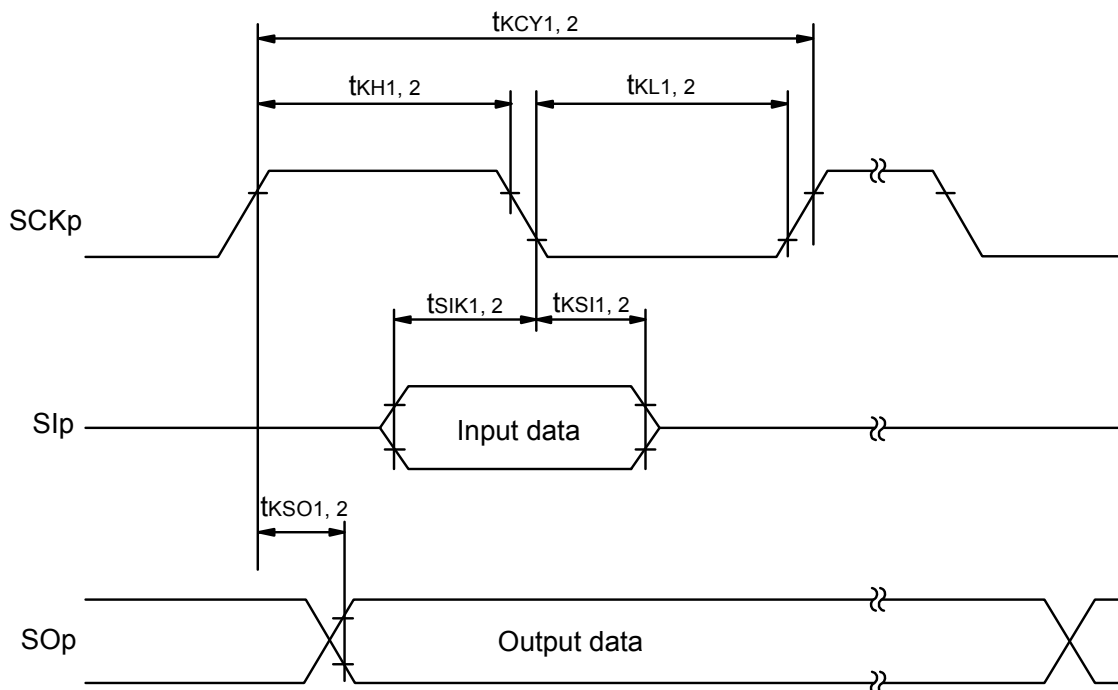 tKCY1, 2
tKH1, 2
tKL1, 2
SCKp
tSIK1, 2
tKSI1, 2
SIp
Input data
tKSO1, 2
SOp
Output data